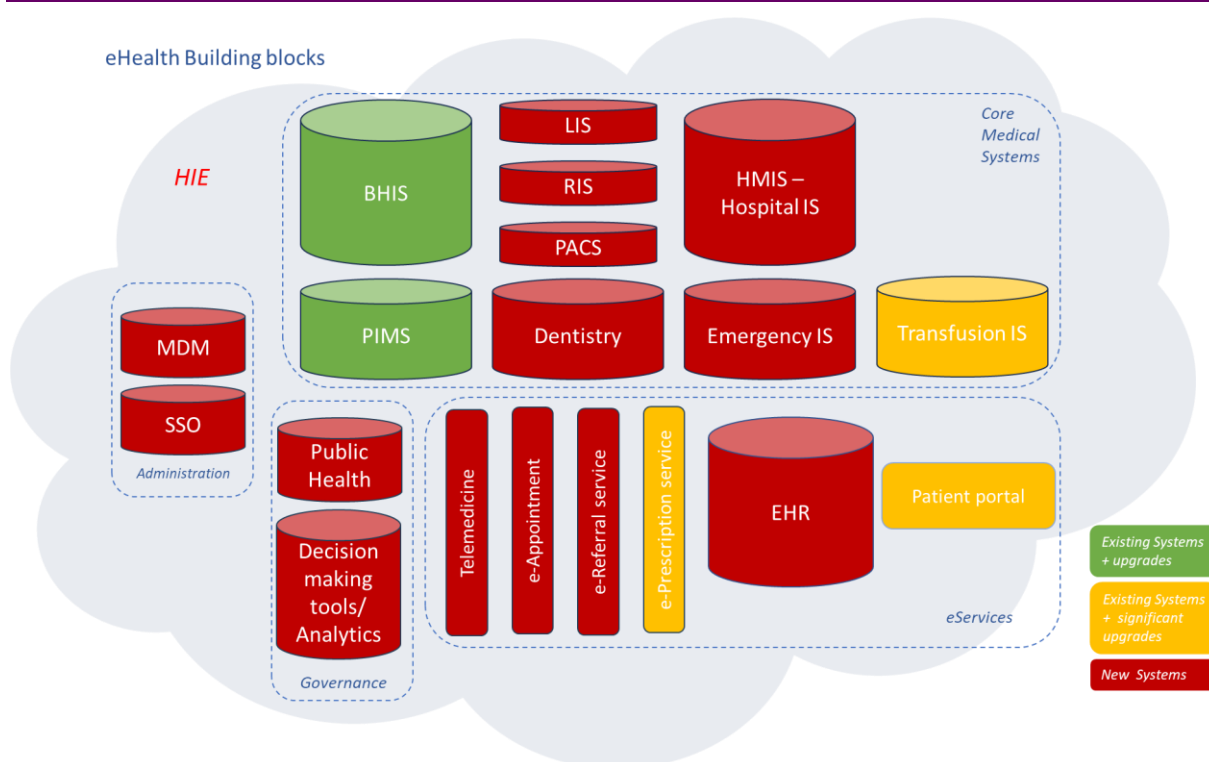 eHealth Building blocks
HIE
Core
Medical
Systems
BHIS
LIS
RIS
PACS
HMIS –
Hospital IS
PIMS
Dentistry
Emergency IS
Transfusion IS
MDM
SSO
Administration
Public
Health
Decision
making
tools/
Analytics
Governance
Telemedicine
e-Appointment
e-Referral service
e-Prescription service
EHR
Patient portal
eServices
Existing Systems
+ upgrades
Existing Systems
+ significant
upgrades
New Systems